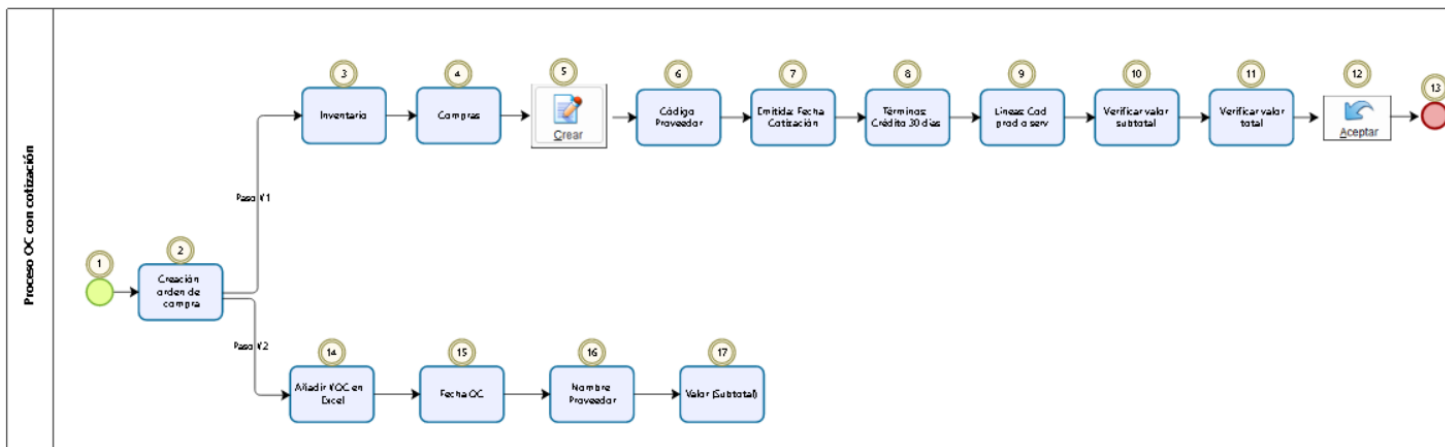 Proceso OC con cotización
1
2
Creación
orden de
compra
Paso #1
3
Inventario
4
Compras
5
Crear
6
Código
Proveedor
7
Emitida: Fecha
Cotización
8
Términos:
Crédito 30 días
9
Líneas: Cod
prod o serv
10
Verificar valor
subtotal
11
Verificar valor
total
12
Aceptar
13
Paso #2
14
Añadir #OC en
Excel
15
Fecha OC
16
Nombre
Proveedor
17
Valor (Subtotal)